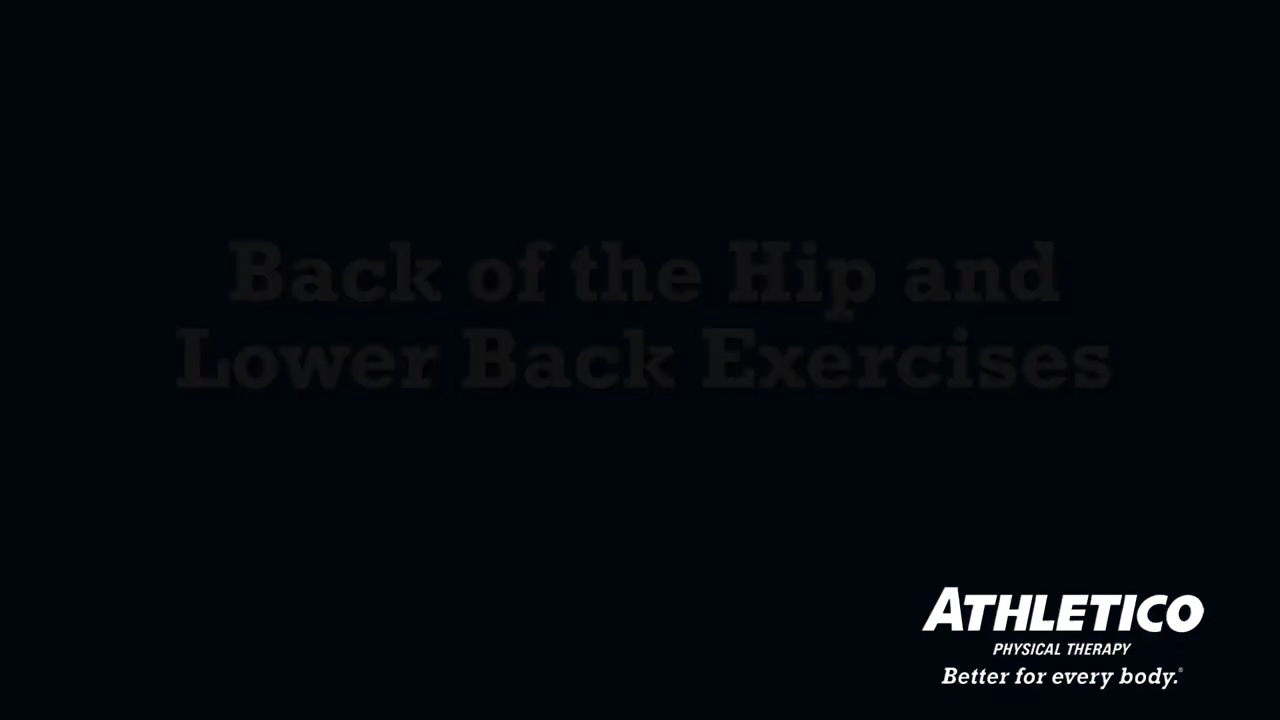 Back of the Hip and
Lower Back Exercises
ATHLETICO
PHYSICAL THERAPY
Better for every body.®